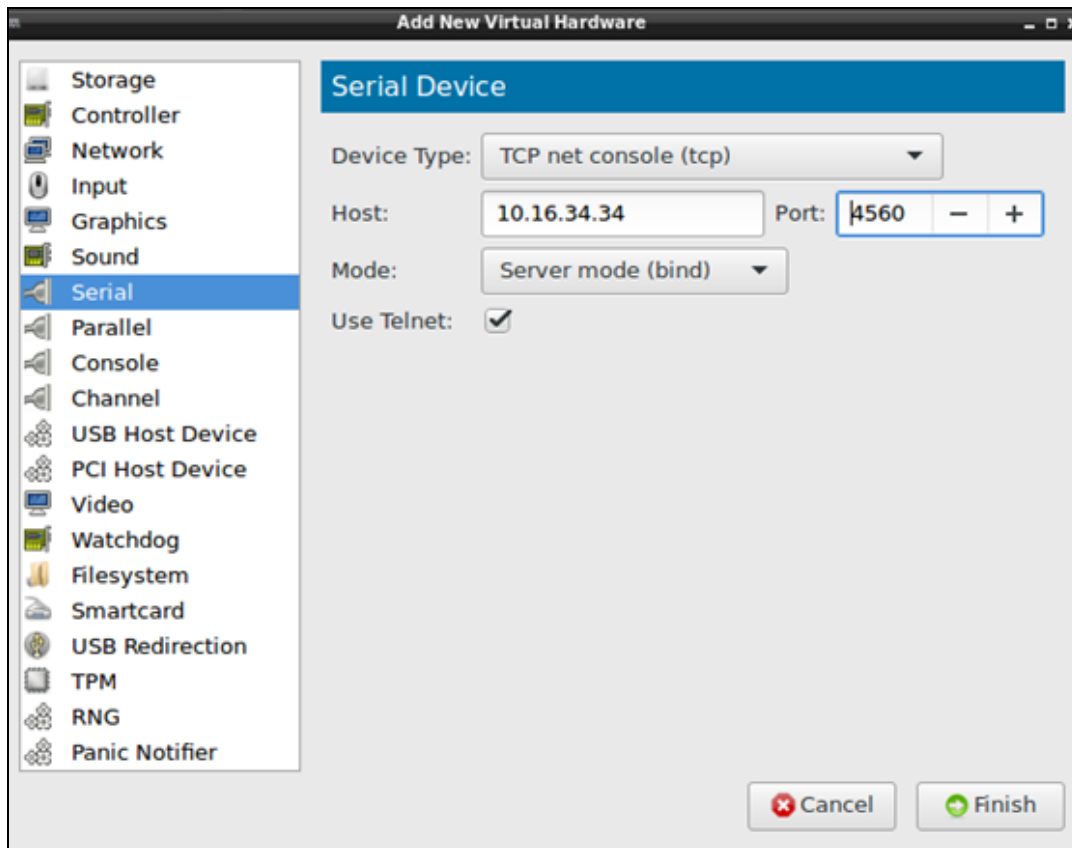 Add New Virtual Hardware
Storage
Controller
Network
Input
Graphics
Sound
Serial
Parallel
Console
Channel
USB Host Device
PCI Host Device
Video
Watchdog
Filesystem
Smartcard
USB Redirection
TPM
RNG
Panic Notifier
Serial Device
Device Type: TCP net console (tcp)
Host: 10.16.34.34 Port: 4560
Mode: Server mode (bind)
Use Telnet:
Cancel Finish